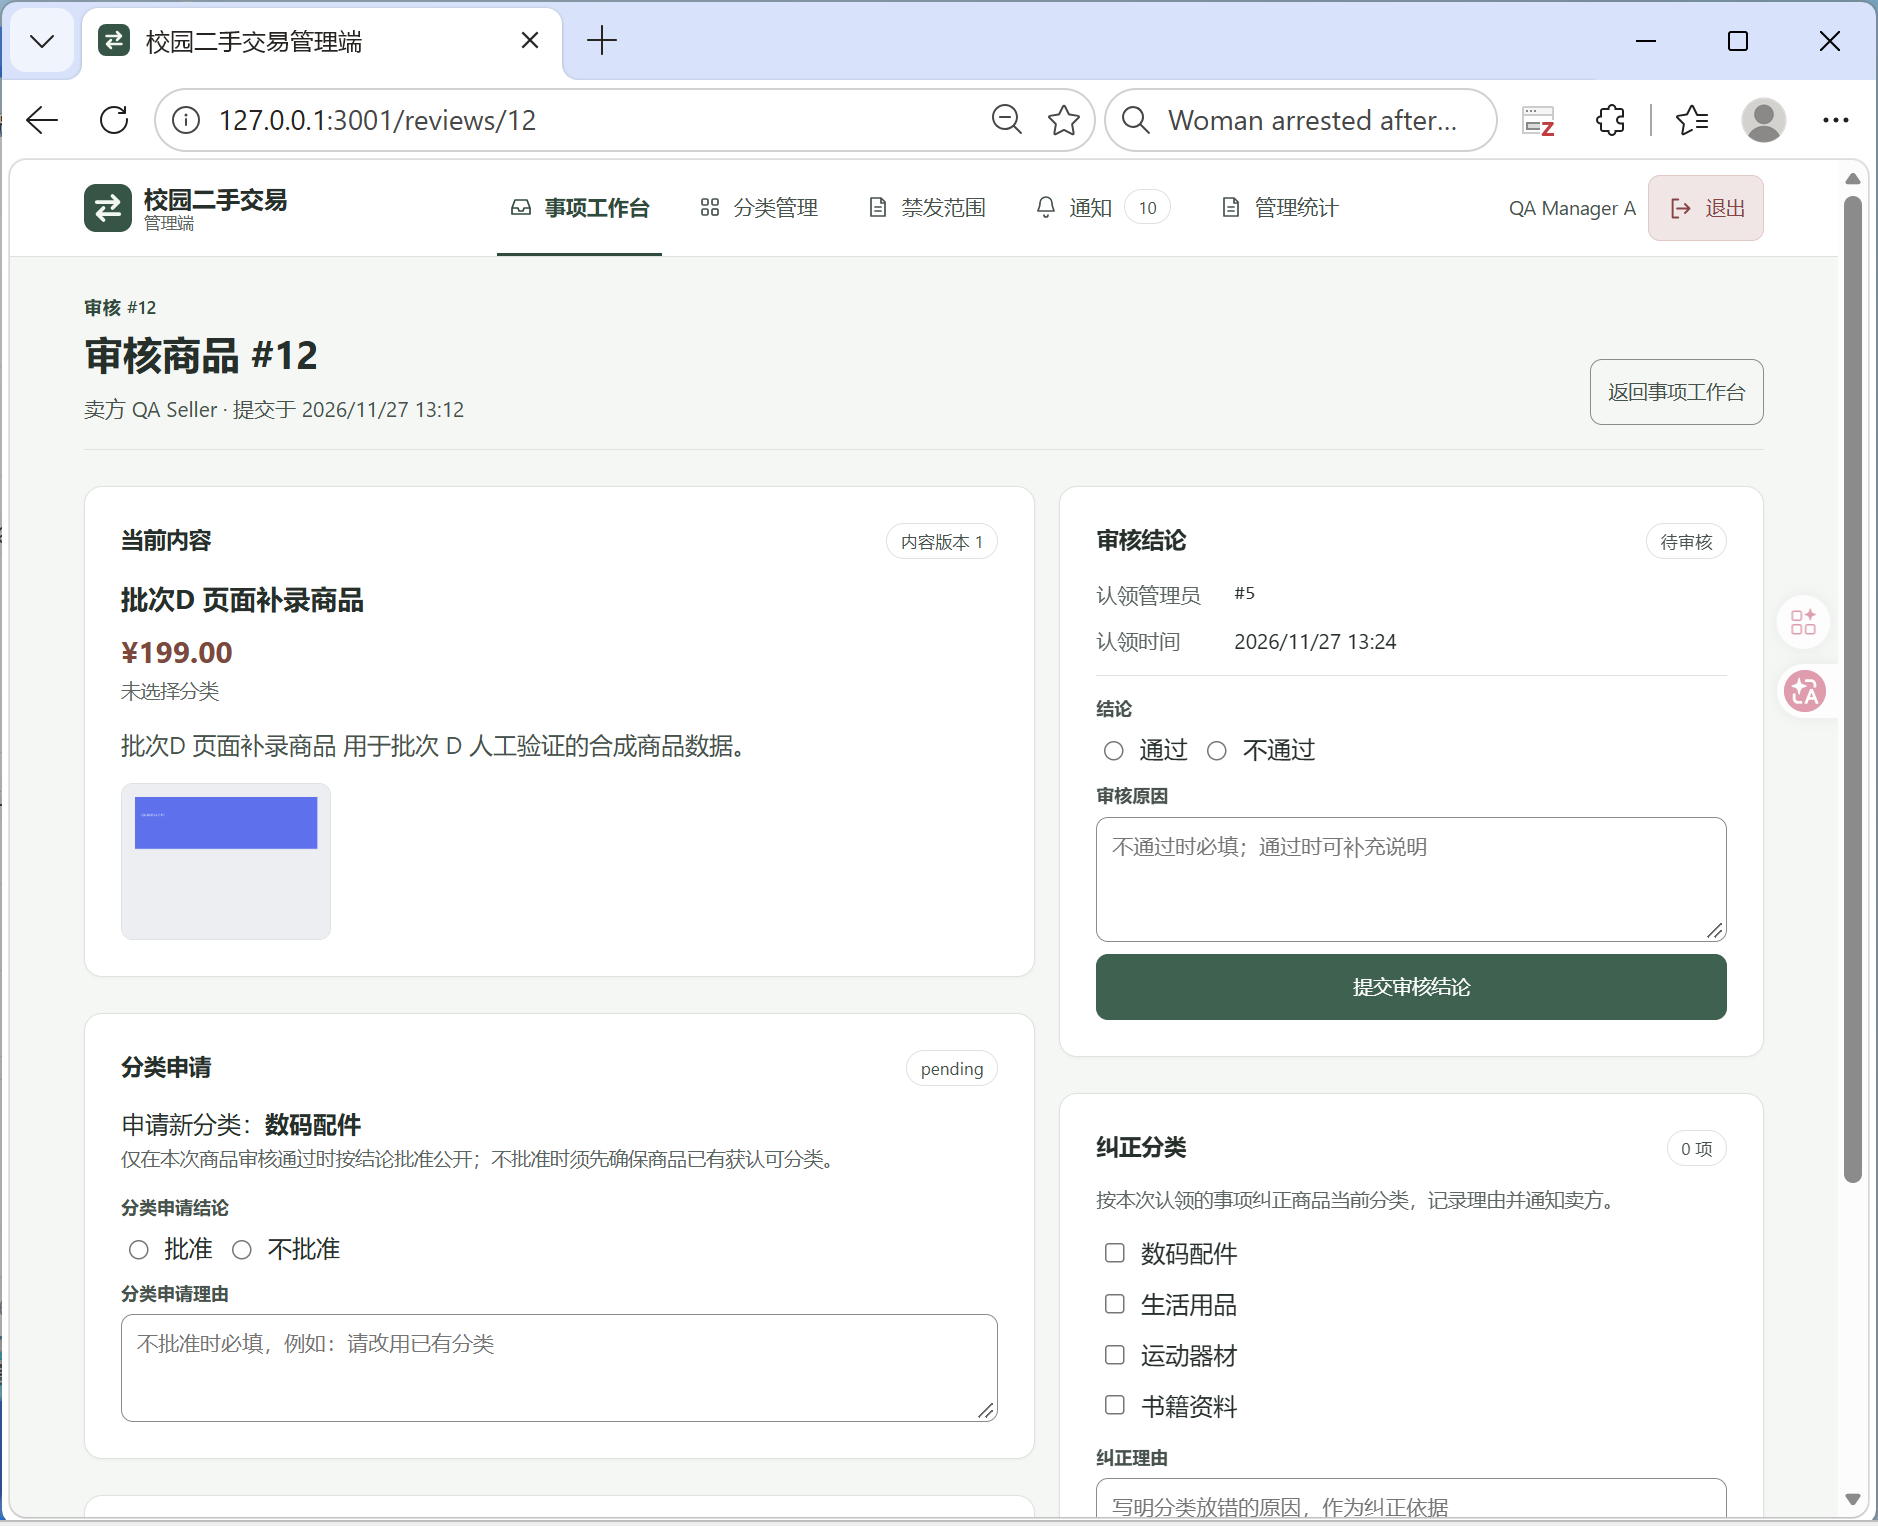 校园二手交易管理端
127.0.0.1:3001/reviews/12
Woman arrested after...
校园二手交易
管理端
事项工作台
分类管理
禁发范围
通知 10
管理统计
QA Manager A
退出
审核 #12
审核商品 #12
卖方 QA Seller · 提交于 2026/11/27 13:12
返回事项工作台
当前内容
内容版本 1
批次D 页面补录商品
¥199.00
未选择分类
批次D 页面补录商品 用于批次 D 人工验证的合成商品数据。
分类申请
pending
申请新分类：数码配件
仅在本次商品审核通过时按结论批准公开；不批准时须先确保商品已有获认可分类。
分类申请结论
批准 不批准
分类申请理由
不批准时必填，例如：请改用已有分类
审核结论
待审核
认领管理员 #5
认领时间 2026/11/27 13:24
结论
通过 不通过
审核原因
不通过时必填；通过时可补充说明
提交审核结论
纠正分类
0 项
按本次认领的事项纠正商品当前分类，记录理由并通知卖方。
数码配件
生活用品
运动器材
书籍资料
纠正理由
写明分类放错的原因，作为纠正依据